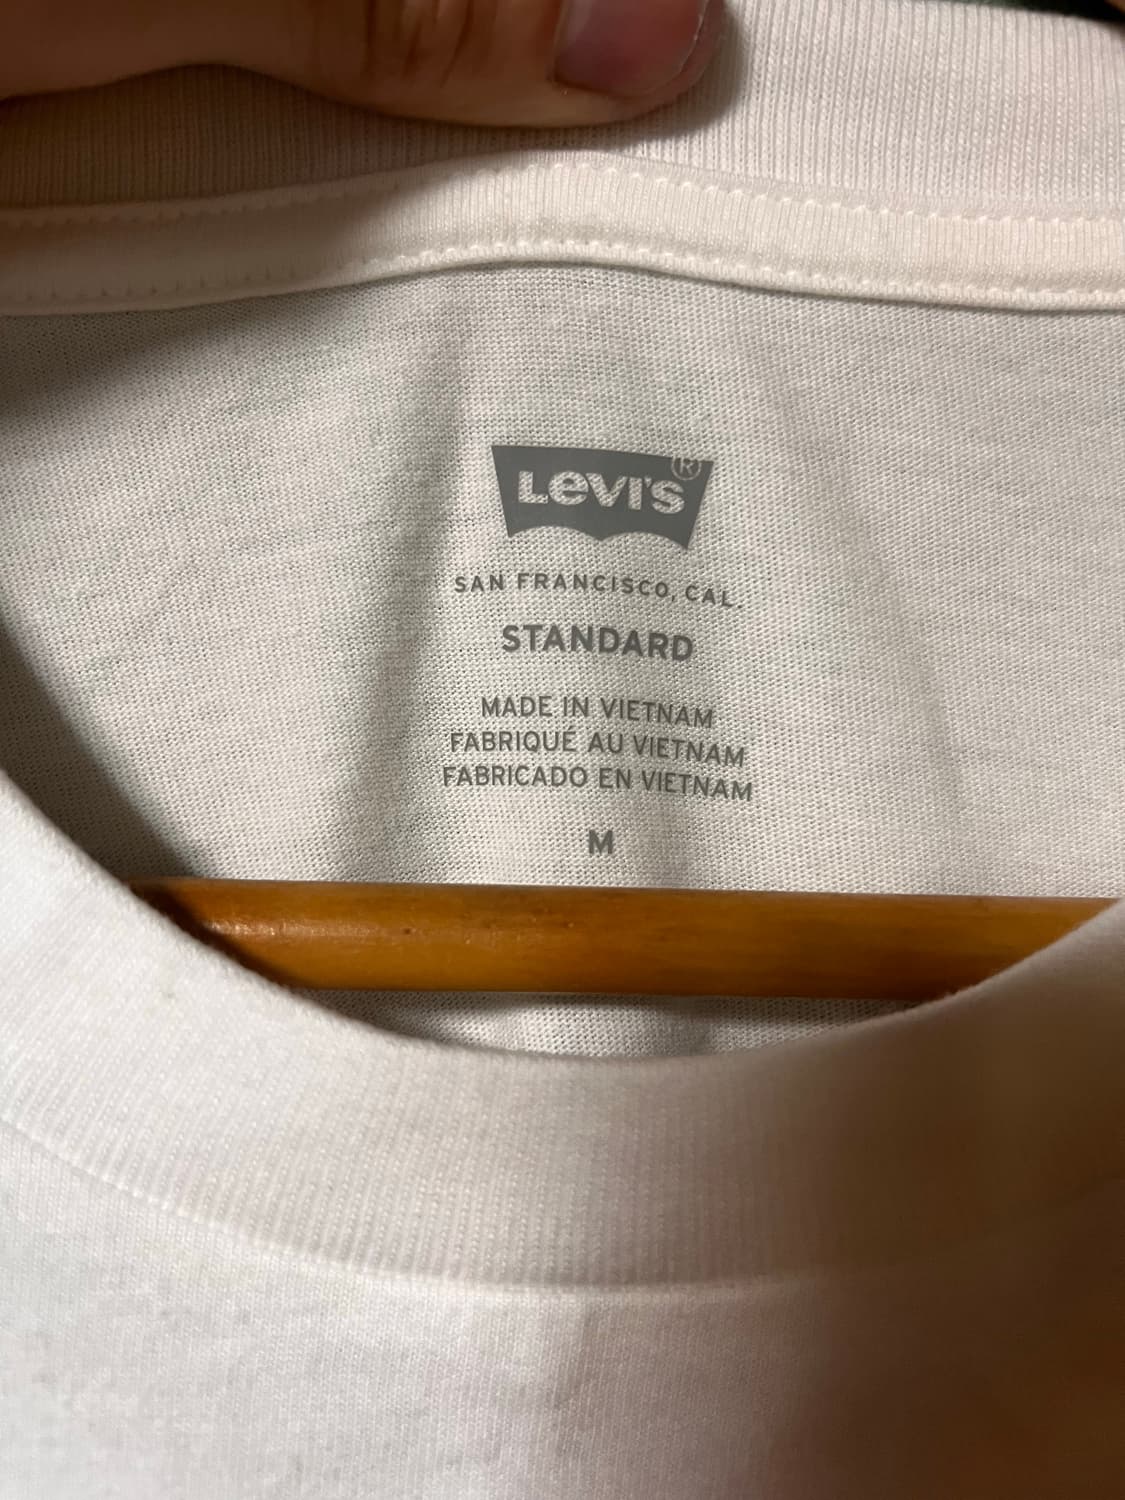 LEVI'S®
SAN FRANCISCO, CAL.
STANDARD
MADE IN VIETNAM
FABRIQUÉ AU VIETNAM
FABRICADO EN VIETNAM
M